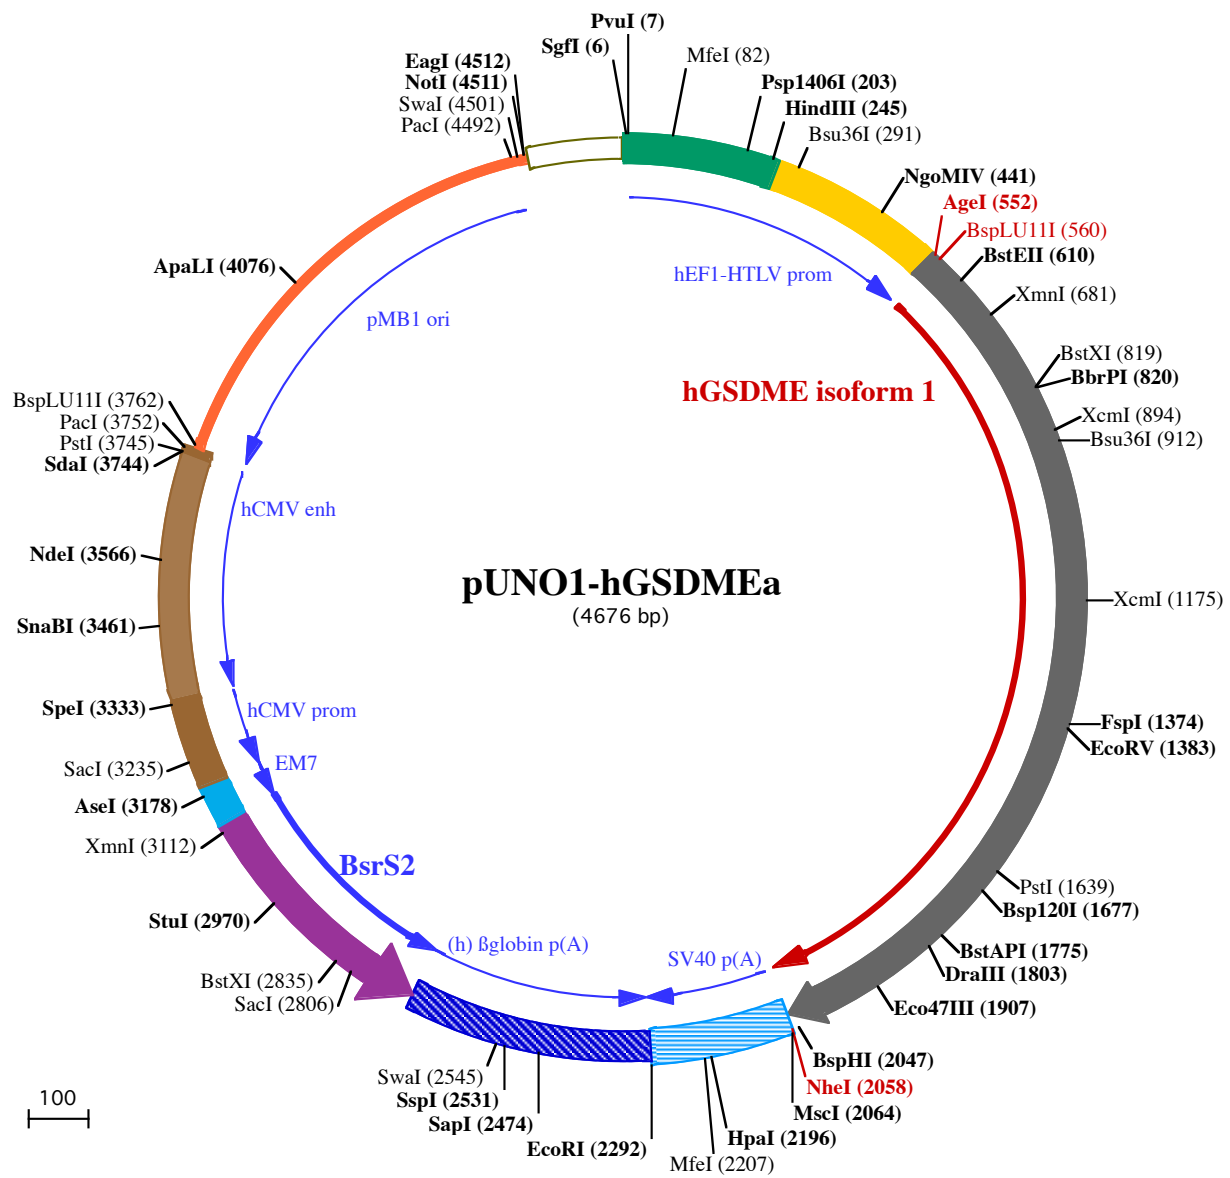 PvuI (7)
SgfI (6)
MfeI (82)
EagI (4512)
NotI (4511)
SwaI (4501)
PacI (4492)
Psp1406I (203)
HindIII (245)
Bsu36I (291)
NgoMIV (441)
AgeI (552)
BspLU11I (560)
BstEII (610)
XmnI (681)
BstXI (819)
BbrPI (820)
XcmI (894)
Bsu36I (912)
XcmI (1175)
FspI (1374)
EcoRV (1383)
PstI (1639)
Bsp120I (1677)
BstAPI (1775)
DraIII (1803)
Eco47III (1907)
BspHI (2047)
NheI (2058)
MscI (2064)
HpaI (2196)
MfeI (2207)
EcoRI (2292)
SapI (2474)
SspI (2531)
SwaI (2545)
SacI (2806)
BstXI (2835)
StuI (2970)
XmnI (3112)
AseI (3178)
SacI (3235)
SpeI (3333)
SnaBI (3461)
NdeI (3566)
SdaI (3744)
PstI (3745)
PacI (3752)
BspLU11I (3762)
ApaLI (4076)
hEF1-HTLV prom
pMB1 ori
hGSDME isoform 1
hCMV enh
pUNO1-hGSDMEa
(4676 bp)
hCMV prom
EM7
BsrS2
(h) ßglobin p(A)
SV40 p(A)
100